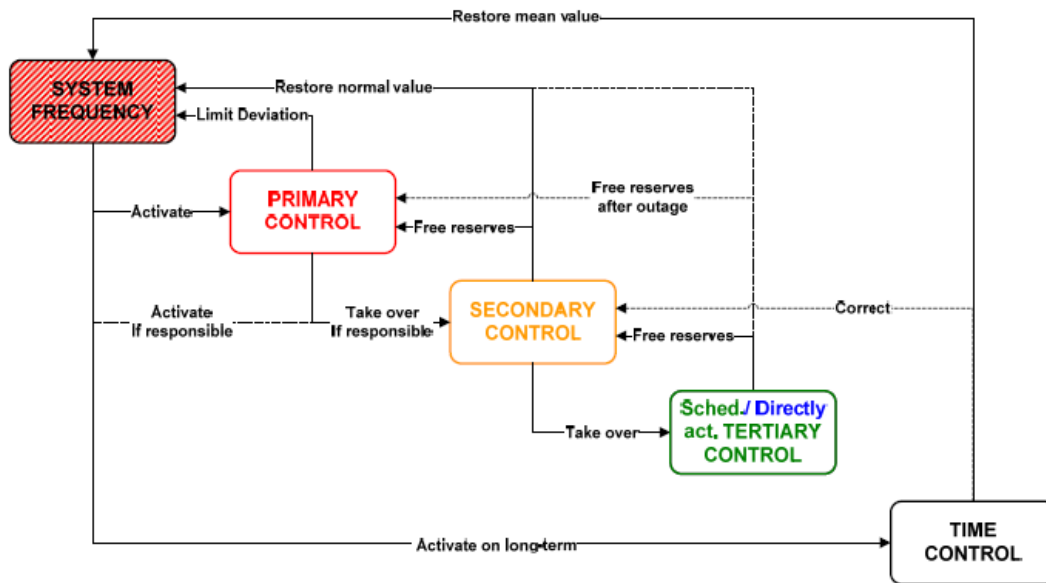 Restore mean value
SYSTEM
FREQUENCY
Restore normal value
Limit Deviation
PRIMARY
CONTROL
Free reserves
after outage
Activate
Free reserves
Activate
If responsible
Take over
If responsible
SECONDARY
CONTROL
Correct
Free reserves
Sched./ Directly
act. TERTIARY
CONTROL
Take over
TIME
CONTROL
Activate on long-term